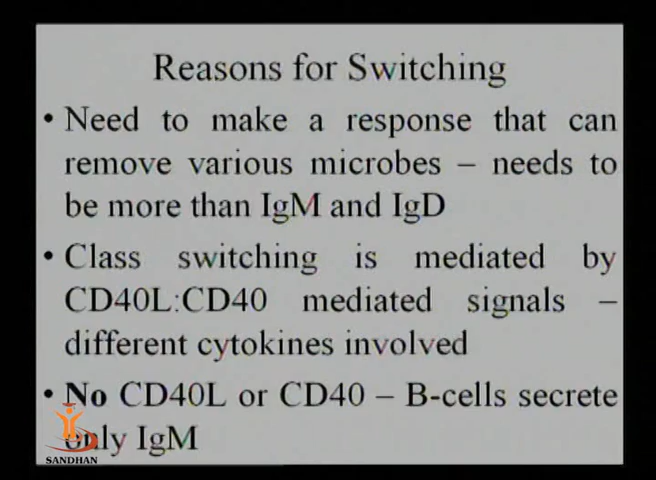 Reasons for Switching
• Need to make a response that can
remove various microbes – needs to
be more than IgM and IgD
• Class switching is mediated by
CD40L:CD40 mediated signals –
different cytokines involved
• No CD40L or CD40 – B-cells secrete
only IgM
SANDHAN